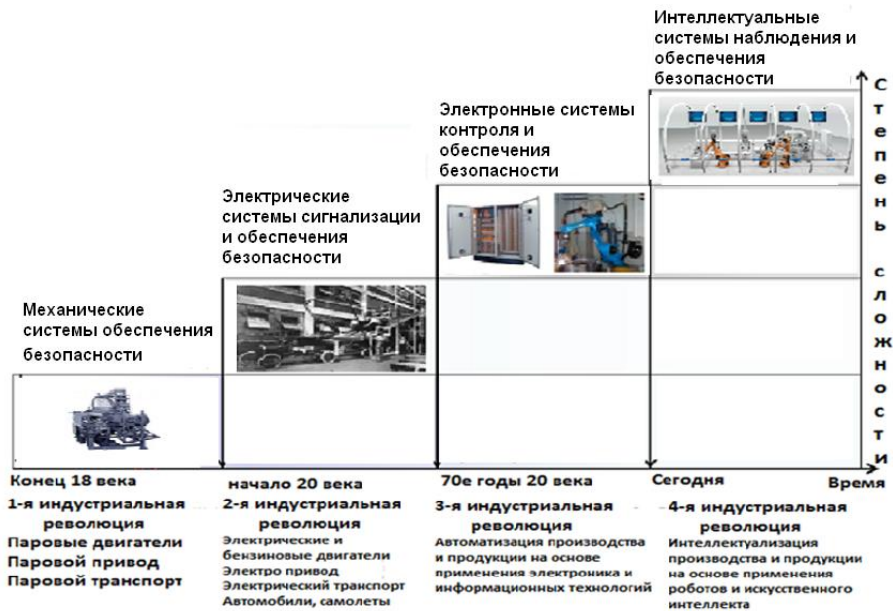 Интеллектуальные
системы наблюдения и
обеспечения
безопасности
Электронные системы
контроля и
обеспечения
безопасности
Электрические
системы сигнализации
и обеспечения
безопасности
Механические
системы обеспечения
безопасности
Степень сложности
Время
Конец 18 века
1-я индустриальная
революция
Паровые двигатели
Паровой привод
Паровой транспорт
начало 20 века
2-я индустриальная
революция
Электрические и
бензиновые двигатели
Электро привод
Электрический транспорт
Автомобили, самолеты
70е годы 20 века
3-я индустриальная
революция
Автоматизация производства
и продукции на основе
применения электроника и
информационных технологий
Сегодня
4-я индустриальная
революция
Интеллектуализация
производства и продукции
на основе применения
роботов и искусственного
интеллекта